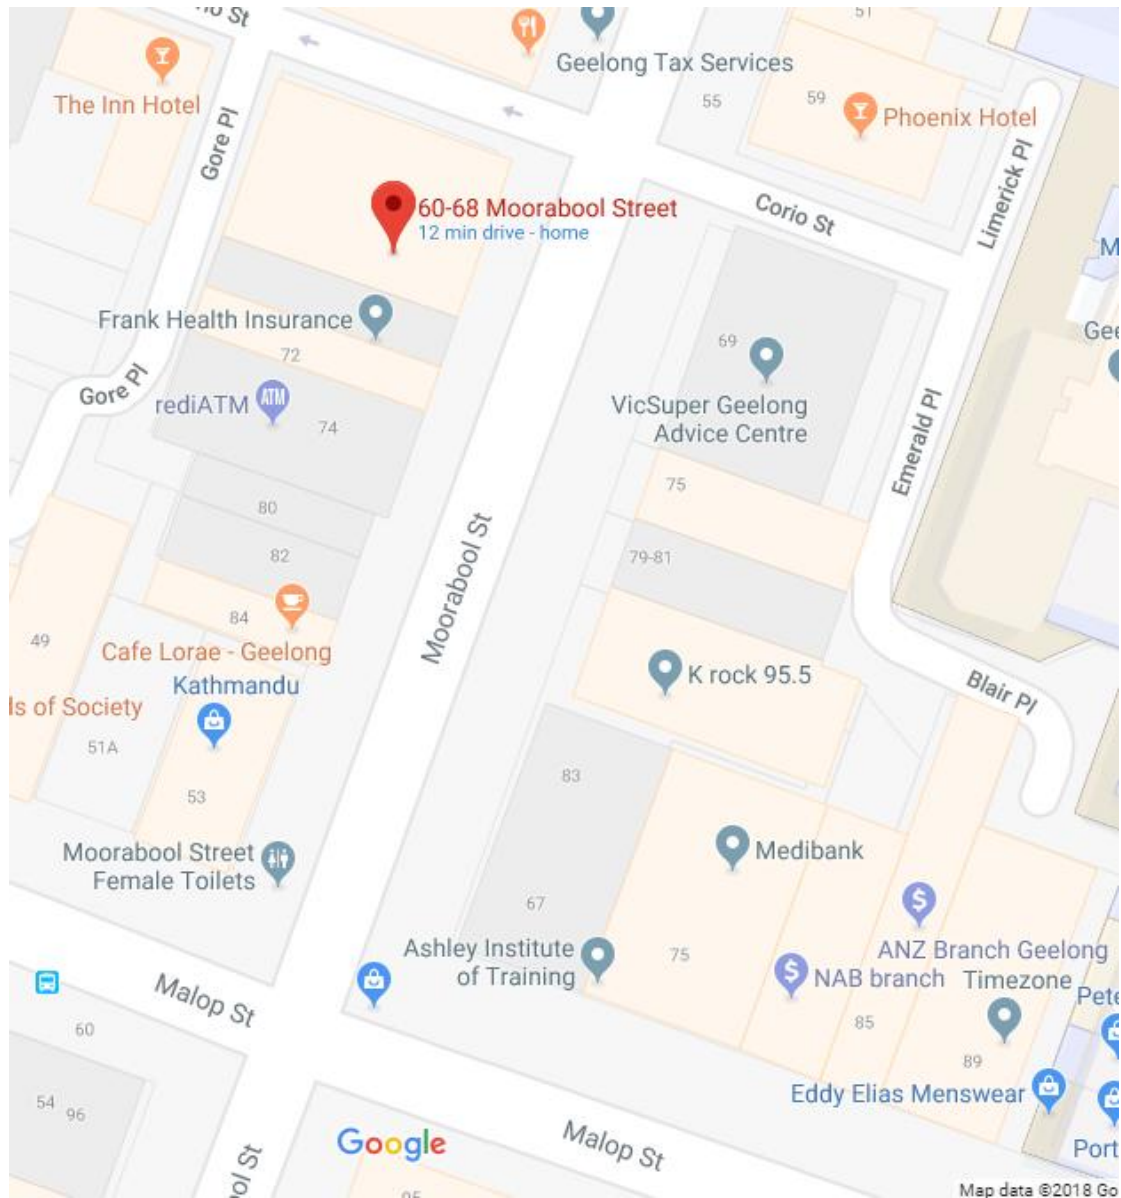 51
Geelong Tax Services
55
59
Phoenix Hotel
The Inn Hotel
Gore Pl
Limerick Pl
60-68 Moorabool Street
12 min drive - home
Corio St
Frank Health Insurance
72
69
Gore Pl
rediATM
ATM
74
VicSuper Geelong
Advice Centre
Emerald Pl
75
80
Moorabool St
82
79-81
84
49
Cafe Lorae - Geelong
Kathmandu
K rock 95.5
Blair Pl
ls of Society
51A
83
53
Moorabool Street
Female Toilets
Medibank
67
Ashley Institute
of Training
75
ANZ Branch Geelong
NAB branch
Timezone
Pete
Malop St
60
85
89
54
96
Eddy Elias Menswear
Google
Malop St
Port
Map data ©2018 Go